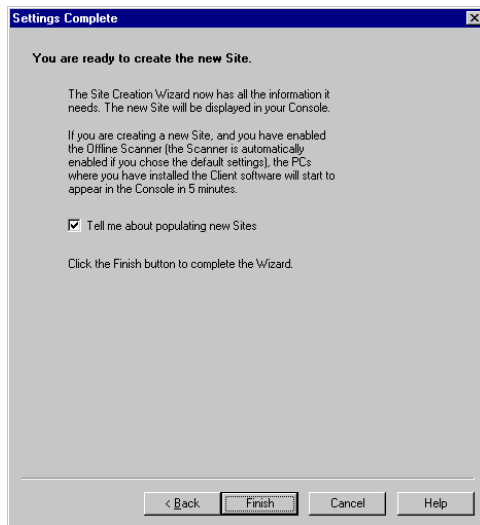 Settings Complete
You are ready to create the new Site.
The Site Creation Wizard now has all the information it
needs. The new Site will be displayed in your Console.
If you are creating a new Site, and you have enabled
the Offline Scanner (the Scanner is automatically
enabled if you chose the default settings), the PCs
where you have installed the Client software will start to
appear in the Console in 5 minutes.
Tell me about populating new Sites
Click the Finish button to complete the Wizard.
< Back
Finish
Cancel
Help